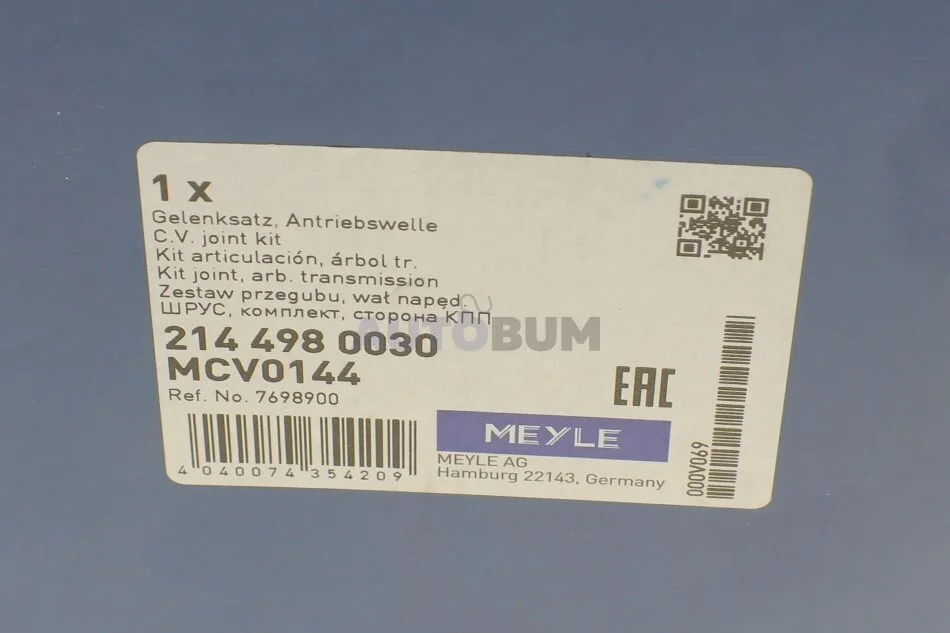 1 x
Gelenksatz, Antriebswelle
C.V. joint kit
Kit articulación, árbol tr.
Kit joint, arb. transmission
Zestaw przegubu, wał napęd.
ШРУС, комплект, сторона КПП
AUTOBUM
214 498 0030
MCV0144
Ref. No. 7698900
4 040074 354209
EAC
MEYLE
MEYLE AG
Hamburg 22143, Germany
000V069